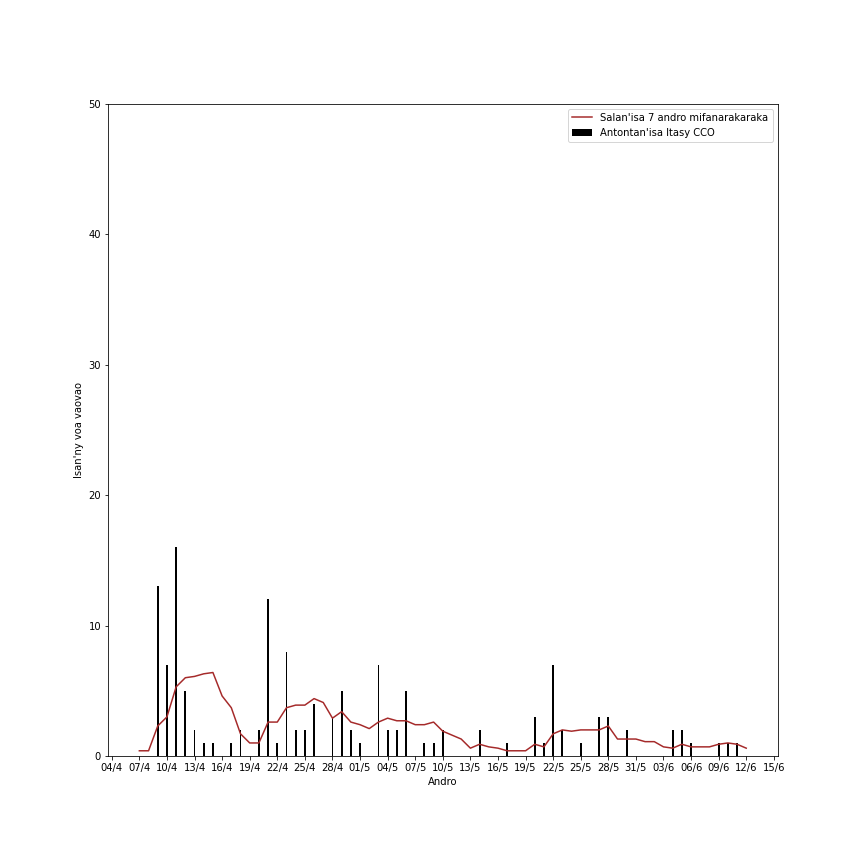 Salan'isa 7 andro mifanarakaraka
Antontan'isa Itasy CCO
50
40
30
20
10
0
Isan'ny voa vaovao
04/4 07/4 10/4 13/4 16/4 19/4 22/4 25/4 28/4 01/5 04/5 07/5 10/5 13/5 16/5 19/5 22/5 25/5 28/5 31/5 03/6 06/6 09/6 12/6 15/6
Andro